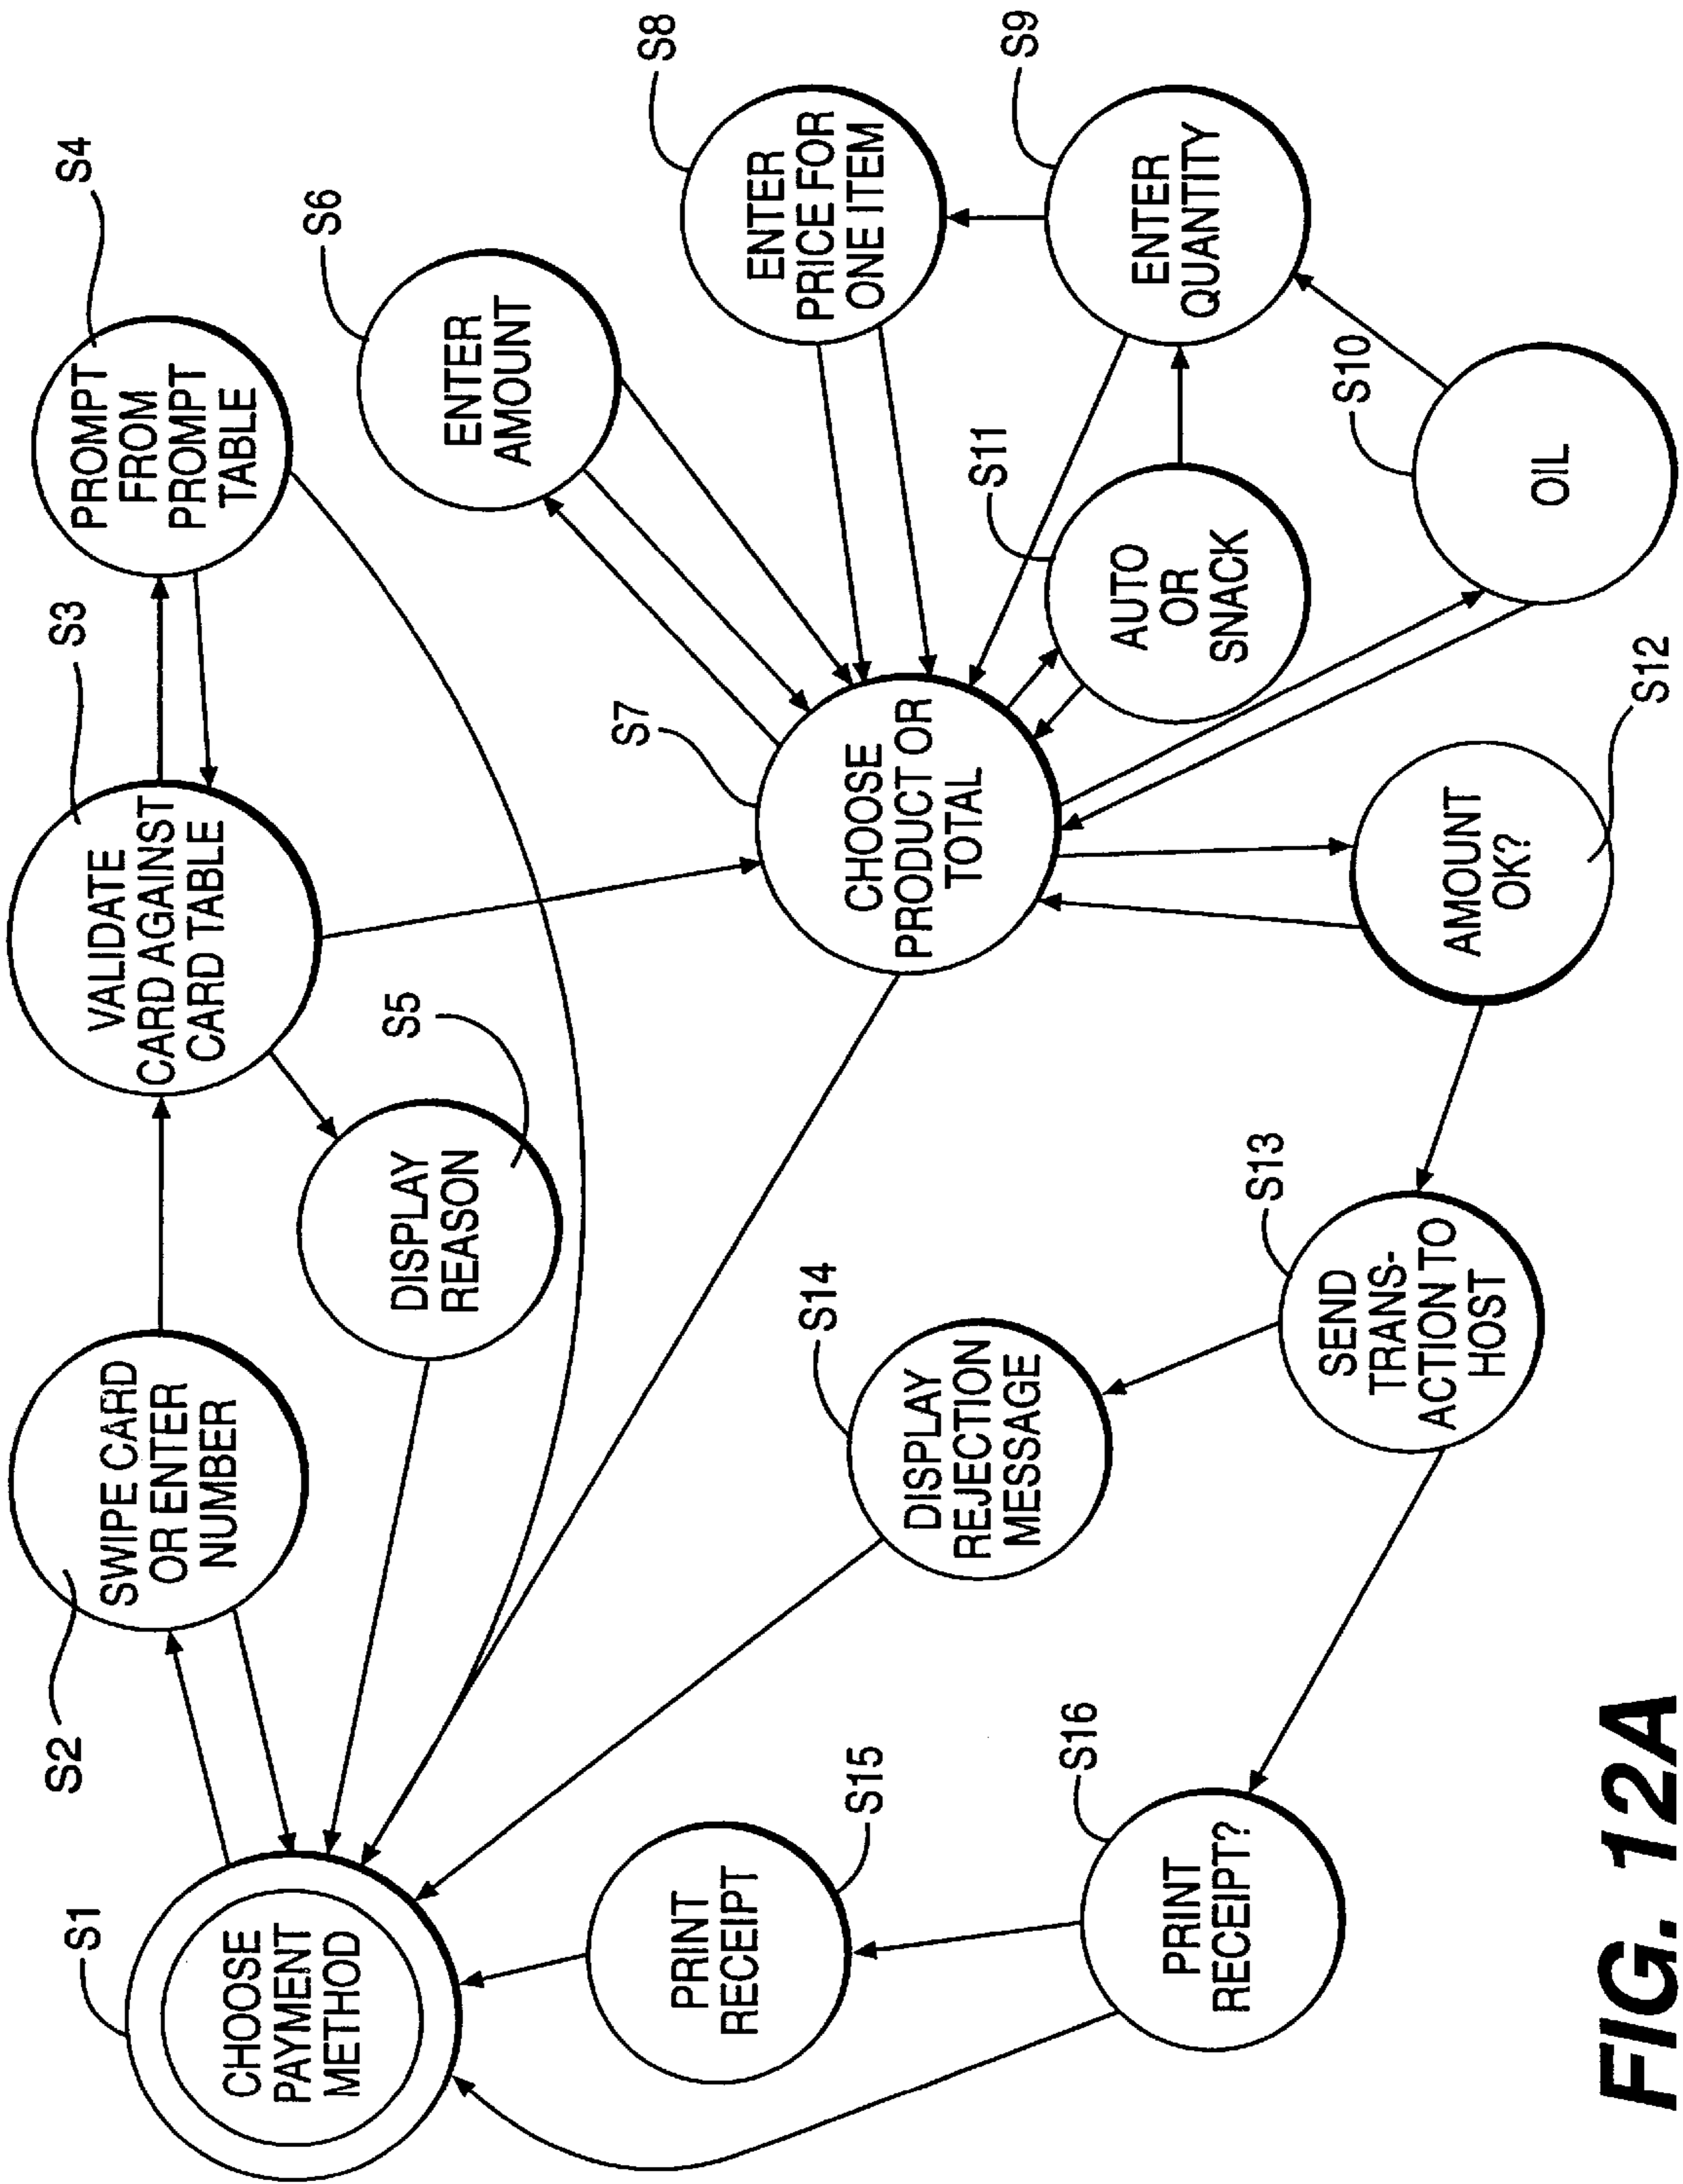 S1
CHOOSE
PAYMENT
METHOD
S2
SWIPE CARD
OR ENTER
NUMBER
S3
VALIDATE
CARD AGAINST
CARD TABLE
S4
PROMPT
FROM
PROMPT
TABLE
S5
DISPLAY
REASON
S6
ENTER
AMOUNT
S7
CHOOSE
PRODUCT OR
TOTAL
S8
ENTER
PRICE FOR
ONE ITEM
S9
ENTER
QUANTITY
S10
OIL
S11
AUTO
OR
SNACK
S12
AMOUNT
OK?
S13
SEND
TRANS-
ACTION TO
HOST
S14
DISPLAY
REJECTION
MESSAGE
S15
PRINT
RECEIPT
S16
PRINT
RECEIPT?
FIG. 12A